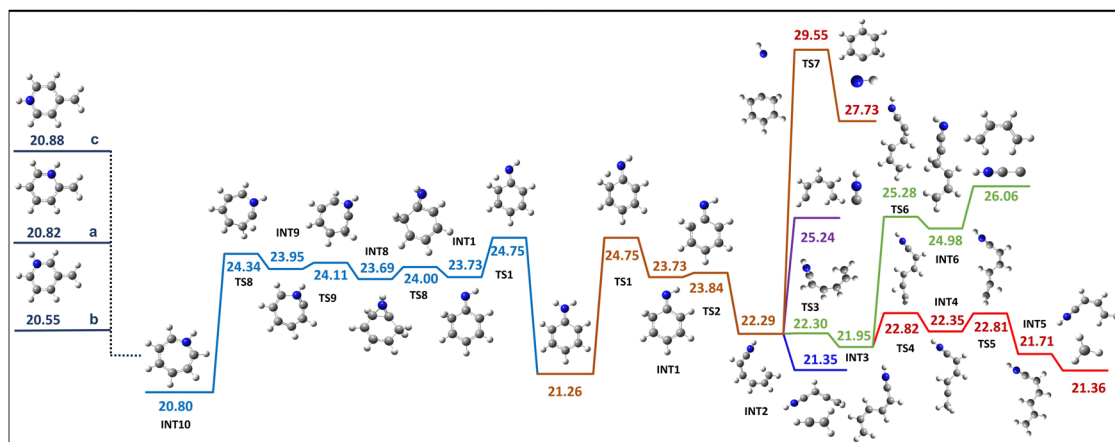 20.88 c
20.82 a
20.55 b
20.80
INT10
24.34
TS8
INT9
23.95
24.11
TS9
INT8
23.69
24.00
TS8
INT1
23.73
24.75
TS1
21.26
24.75
TS1
23.73
INT1
23.84
TS2
22.29
INT2
29.55
TS7
27.73
25.24
TS3
22.30
21.35
21.95
INT3
25.28
TS6
24.98
INT6
26.06
22.82
TS4
INT4
22.35
22.81
TS5
INT5
21.71
21.36